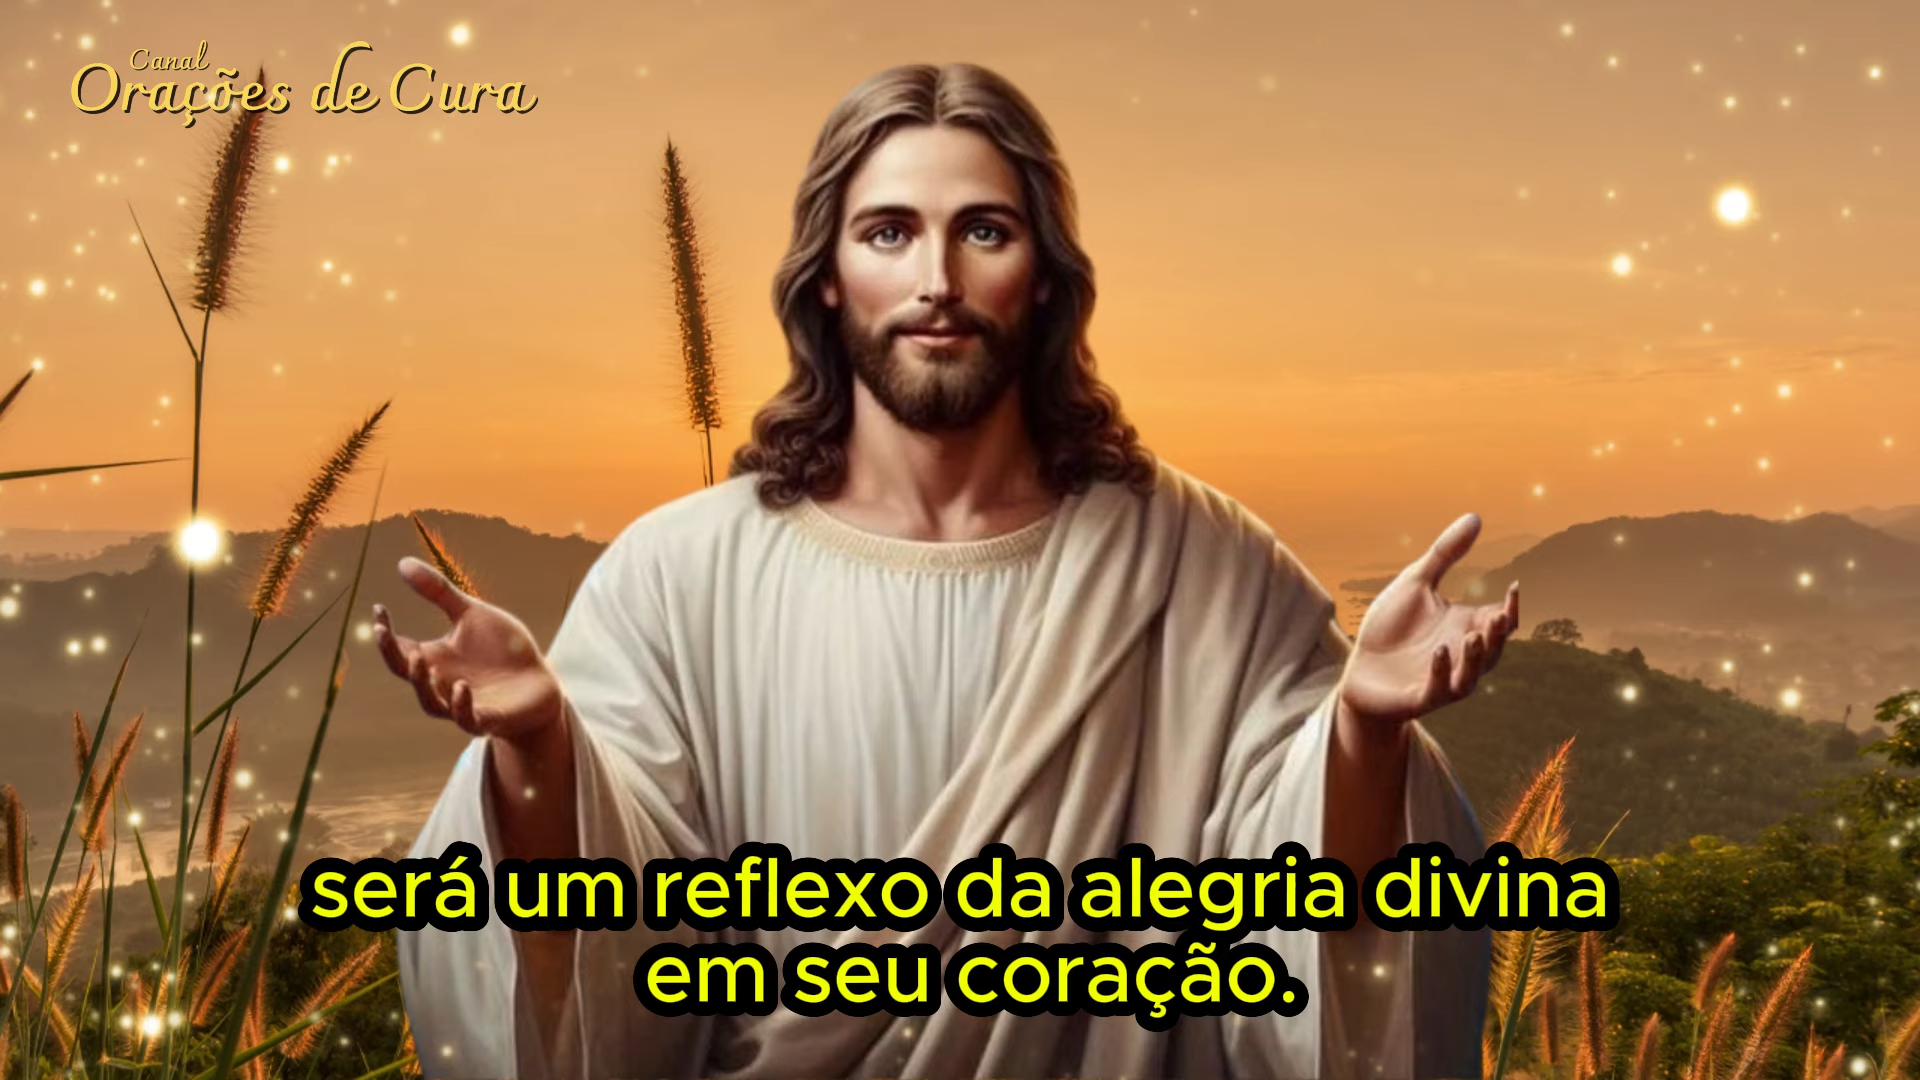 Canal
Orações de Cura
será um reflexo da alegria divina
em seu coração.